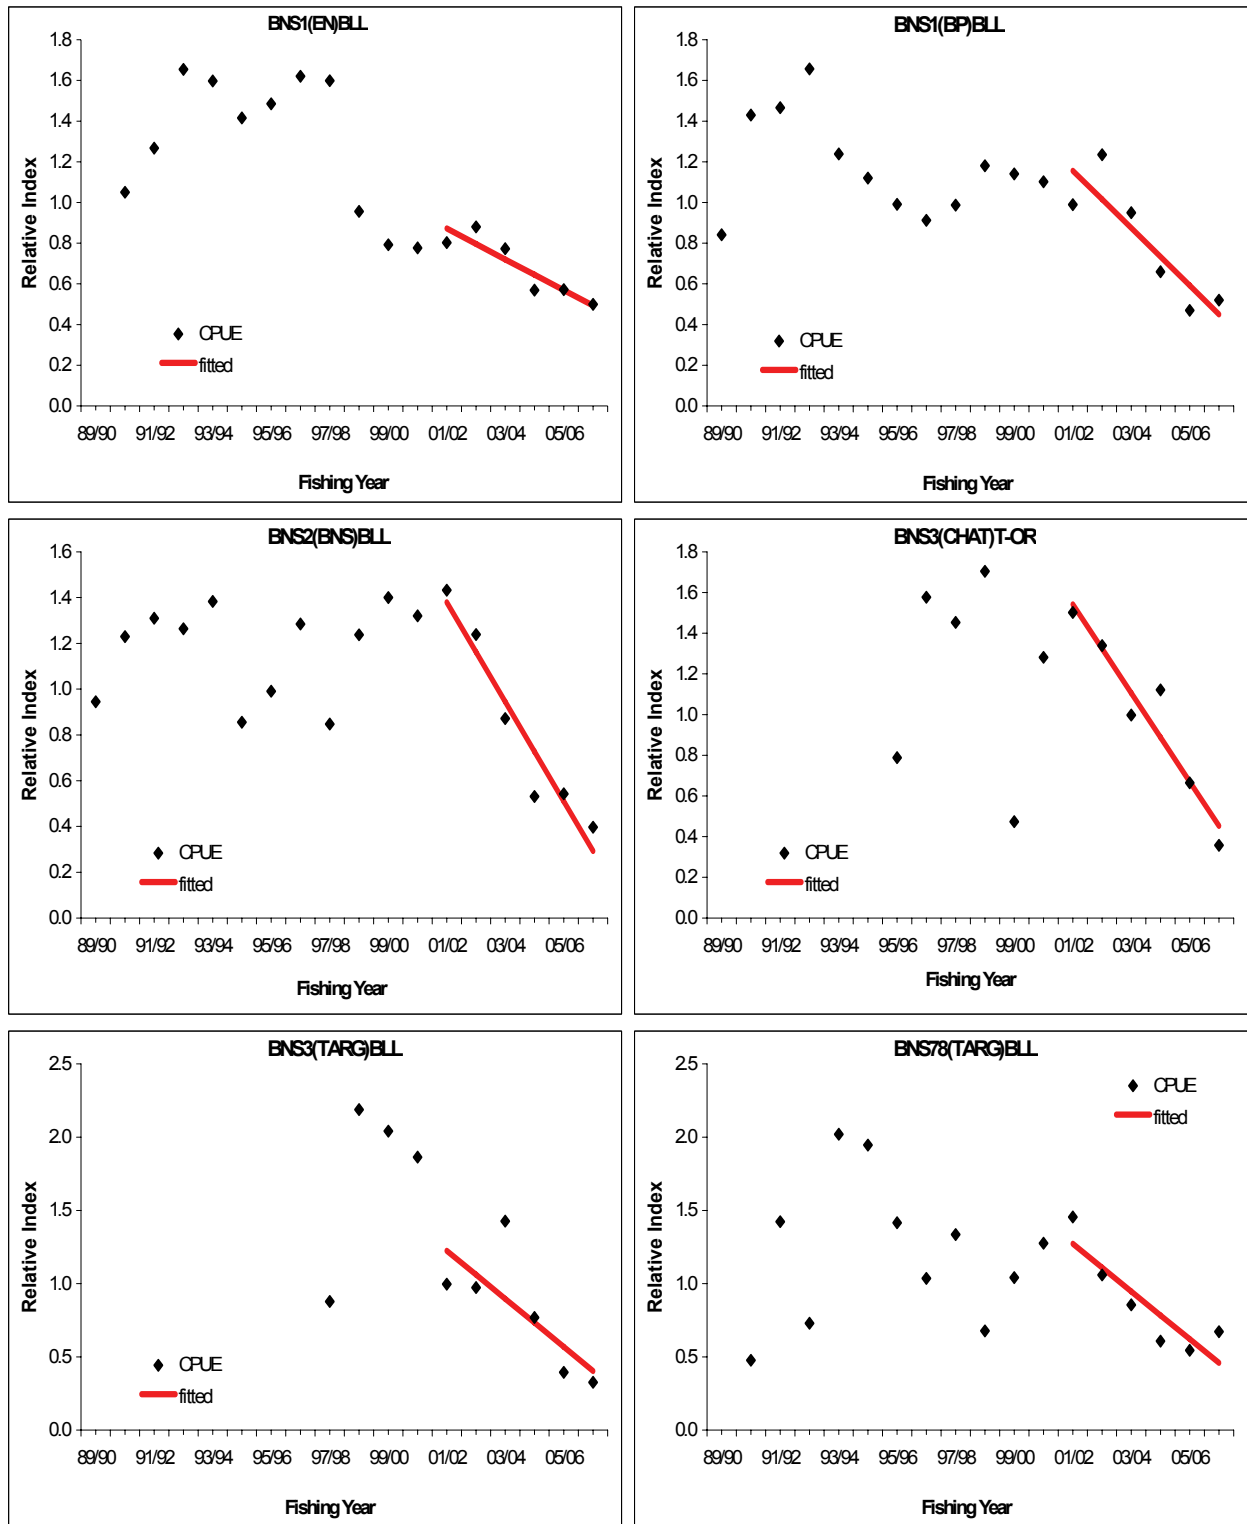 BNS1(EN)BLL
1.8
1.6
1.4
1.2
1.0
0.8
0.6
0.4
0.2
0.0
Relative Index
CPUE
fitted
89/90 91/92 93/94 95/96 97/98 99/00 01/02 03/04 05/06
Fishing Year
BNS1(BP)BLL
1.8
1.6
1.4
1.2
1.0
0.8
0.6
0.4
0.2
0.0
Relative Index
CPUE
fitted
89/90 91/92 93/94 95/96 97/98 99/00 01/02 03/04 05/06
Fishing Year
BNS2(BNS)BLL
1.6
1.4
1.2
1.0
0.8
0.6
0.4
0.2
0.0
Relative Index
CPUE
fitted
89/90 91/92 93/94 95/96 97/98 99/00 01/02 03/04 05/06
Fishing Year
BNS3(CHAT)T-OR
1.8
1.6
1.4
1.2
1.0
0.8
0.6
0.4
0.2
0.0
Relative Index
CPUE
fitted
89/90 91/92 93/94 95/96 97/98 99/00 01/02 03/04 05/06
Fishing Year
BNS3(TARG)BLL
2.5
2.0
1.5
1.0
0.5
0.0
Relative Index
CPUE
fitted
89/90 91/92 93/94 95/96 97/98 99/00 01/02 03/04 05/06
Fishing Year
BNS78(TARG)BLL
2.5
2.0
1.5
1.0
0.5
0.0
Relative Index
CPUE
fitted
89/90 91/92 93/94 95/96 97/98 99/00 01/02 03/04 05/06
Fishing Year